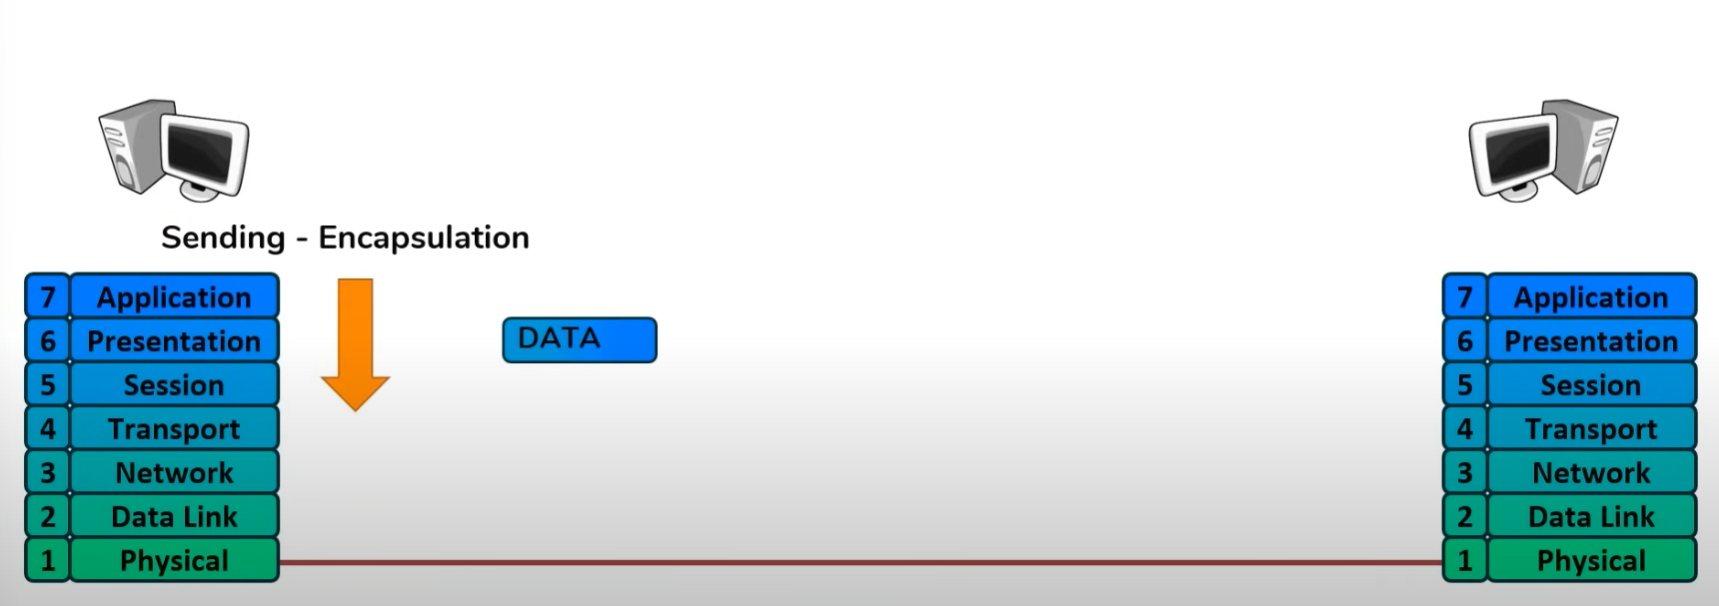 Sending - Encapsulation
7 Application
6 Presentation
5 Session
4 Transport
3 Network
2 Data Link
1 Physical
DATA
7 Application
6 Presentation
5 Session
4 Transport
3 Network
2 Data Link
1 Physical